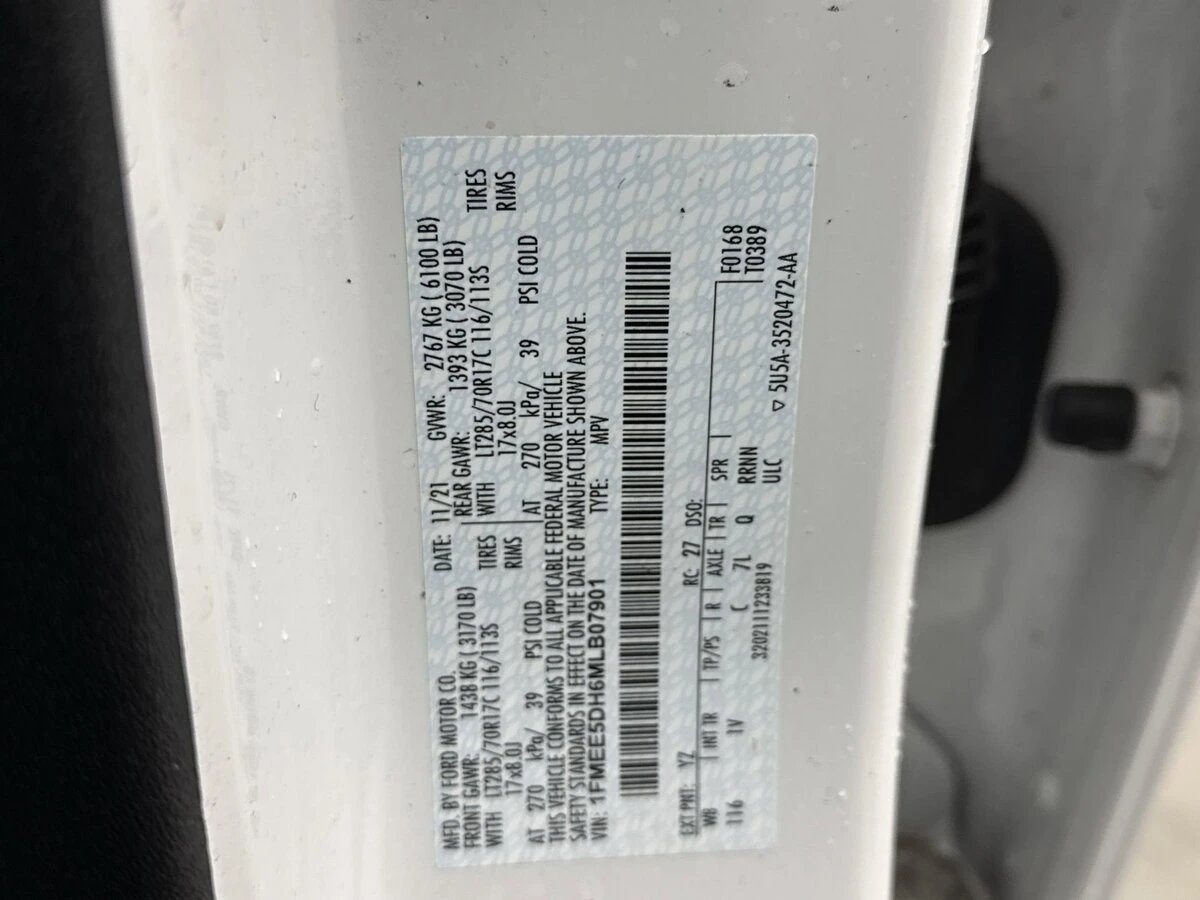 MFD. BY FORD MOTOR CO. DATE: 11/21 GVWR: 2767 KG ( 6100 LB)
FRONT GAWR: 1438 KG ( 3170 LB) REAR GAWR: 1393 KG ( 3070 LB)
WITH LT285/70R17C 116/113S TIRES WITH LT285/70R17C 116/113S TIRES
17x8.0J RIMS 17x8.0J RIMS
AT 270 kPa/ 39 PSI COLD AT 270 kPa/ 39 PSI COLD
THIS VEHICLE CONFORMS TO ALL APPLICABLE FEDERAL MOTOR VEHICLE
SAFETY STANDARDS IN EFFECT ON THE DATE OF MANUFACTURE SHOWN ABOVE.
VIN: 1FMEE5DH6MLB07901 TYPE: MPV
EXT PNT: YZ RC: 27 DSO:
WB INT TR TP/PS R AXLE TR SPR F0168
116 IV C 7L Q RRNN T0389
3202111233819 ULC ▽ 5U5A-3520472-AA